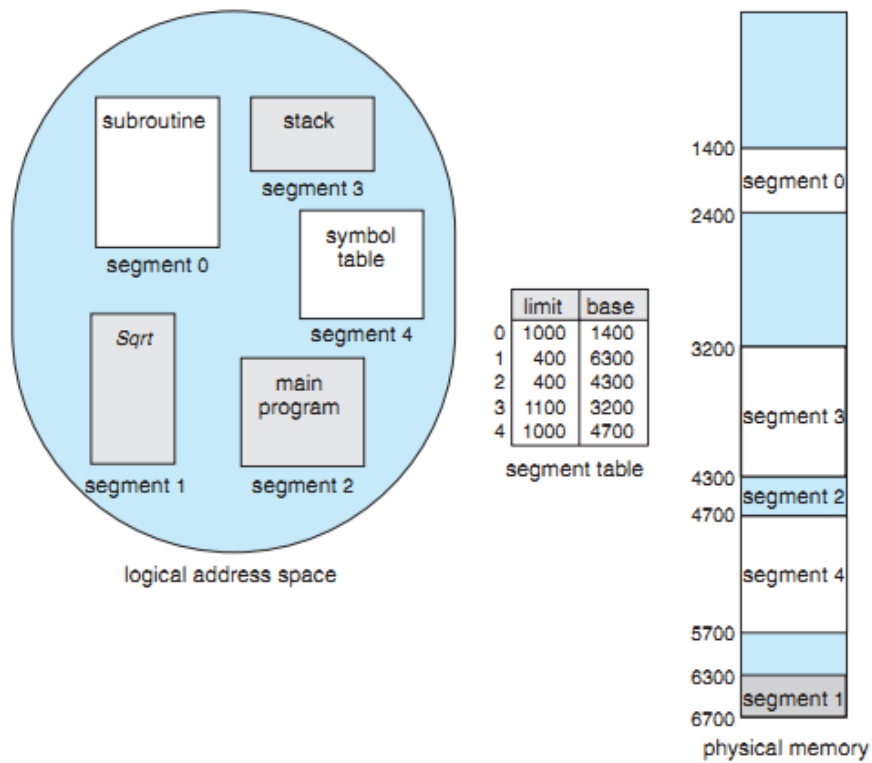 subroutine
segment 0
stack
segment 3
symbol
table
segment 4
Sqrt
segment 1
main
program
segment 2
logical address space
limit base
0 1000 1400
1 400 6300
2 400 4300
3 1100 3200
4 1000 4700
segment table
1400
segment 0
2400
3200
segment 3
4300
segment 2
4700
segment 4
5700
6300
segment 1
6700
physical memory